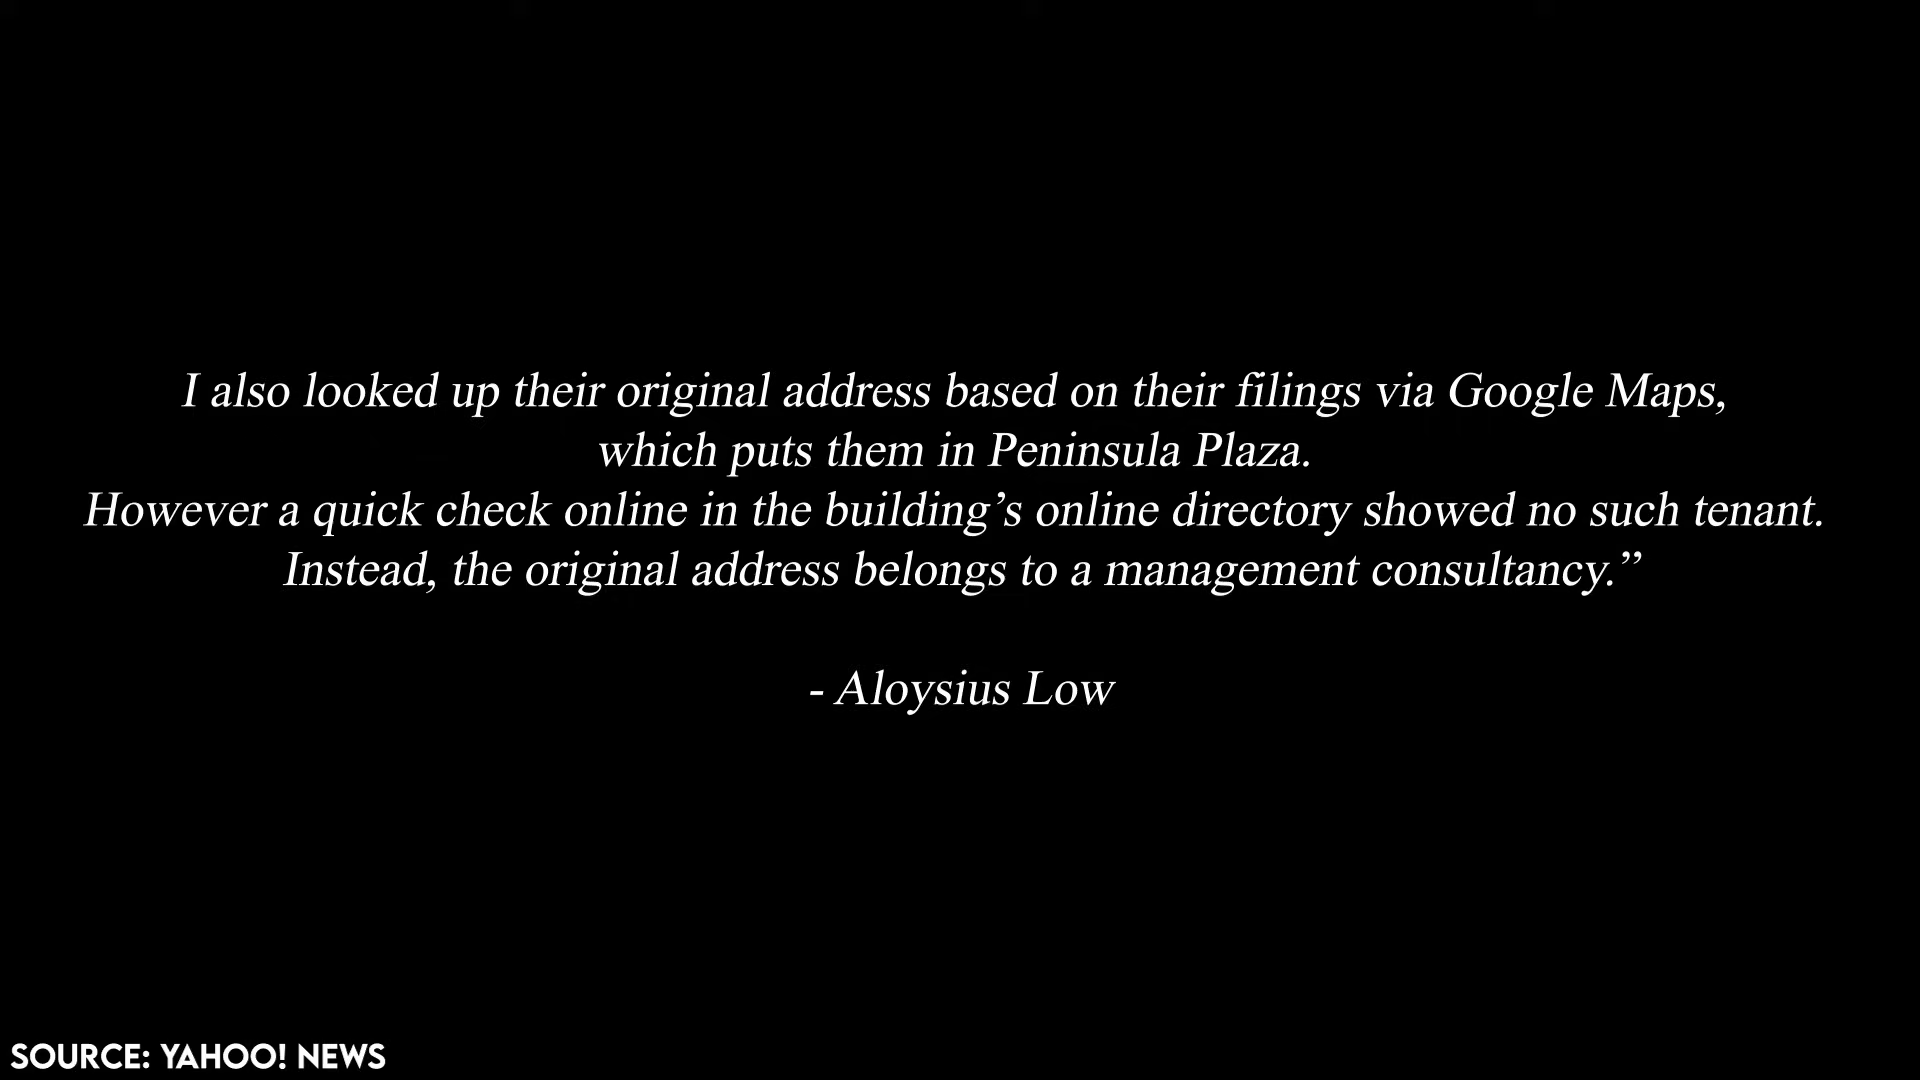 I also looked up their original address based on their filings via Google Maps,
which puts them in Peninsula Plaza.
However a quick check online in the building’s online directory showed no such tenant.
Instead, the original address belongs to a management consultancy.”
- Aloysius Low
SOURCE: YAHOO! NEWS